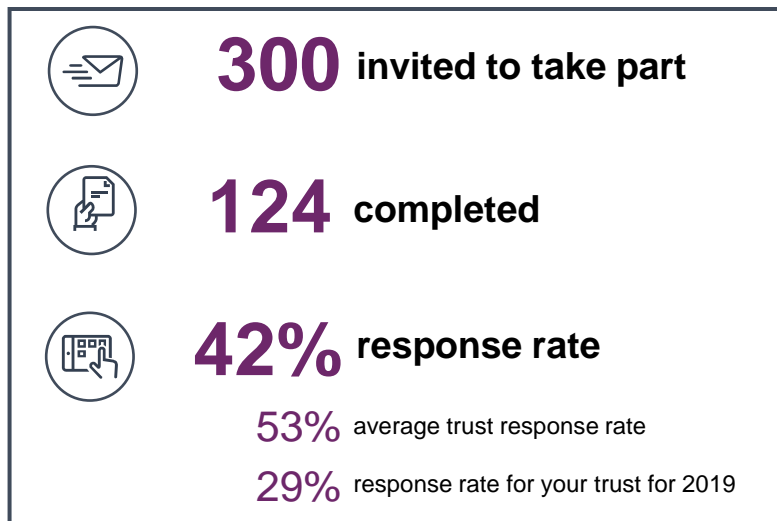 300 invited to take part
124 completed
42% response rate
53% average trust response rate
29% response rate for your trust for 2019